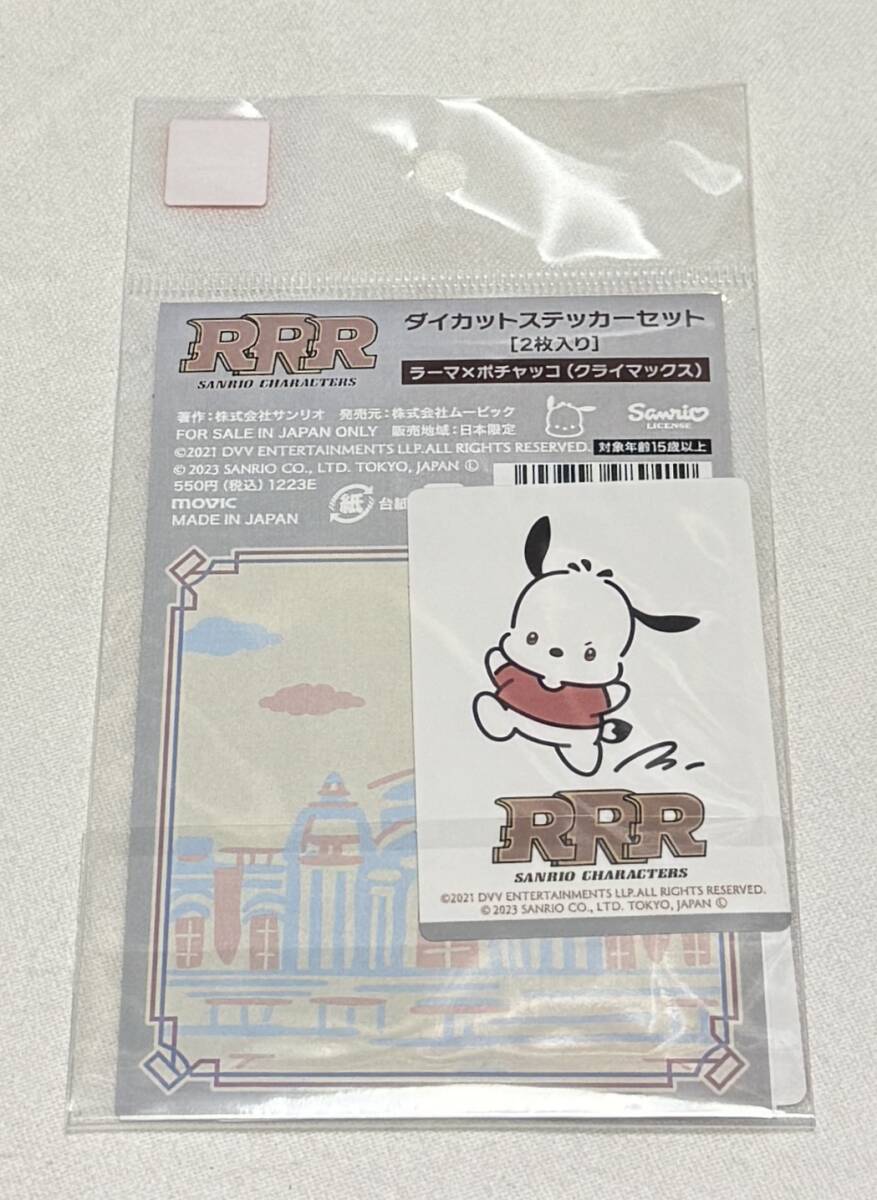 RRR
SANRIO CHARACTERS
ダイカットステッカーセット
[2枚入り]
ラーマ×ポチャッコ(クライマックス)
著作:株式会社サンリオ 発売元:株式会社ムービック
FOR SALE IN JAPAN ONLY 販売地域:日本限定
Sanrio
LICENSE
©2021 DVV ENTERTAINMENTS LLP.ALL RIGHTS RESERVED. 対象年齢15歳以上
©2023 SANRIO CO., LTD. TOKYO, JAPAN Ⓛ
550円(税込) 1223E
movic
MADE IN JAPAN
紙 台紙
RRR
SANRIO CHARACTERS
©2021 DVV ENTERTAINMENTS LLP.ALL RIGHTS RESERVED.
©2023 SANRIO CO., LTD. TOKYO, JAPAN Ⓛ